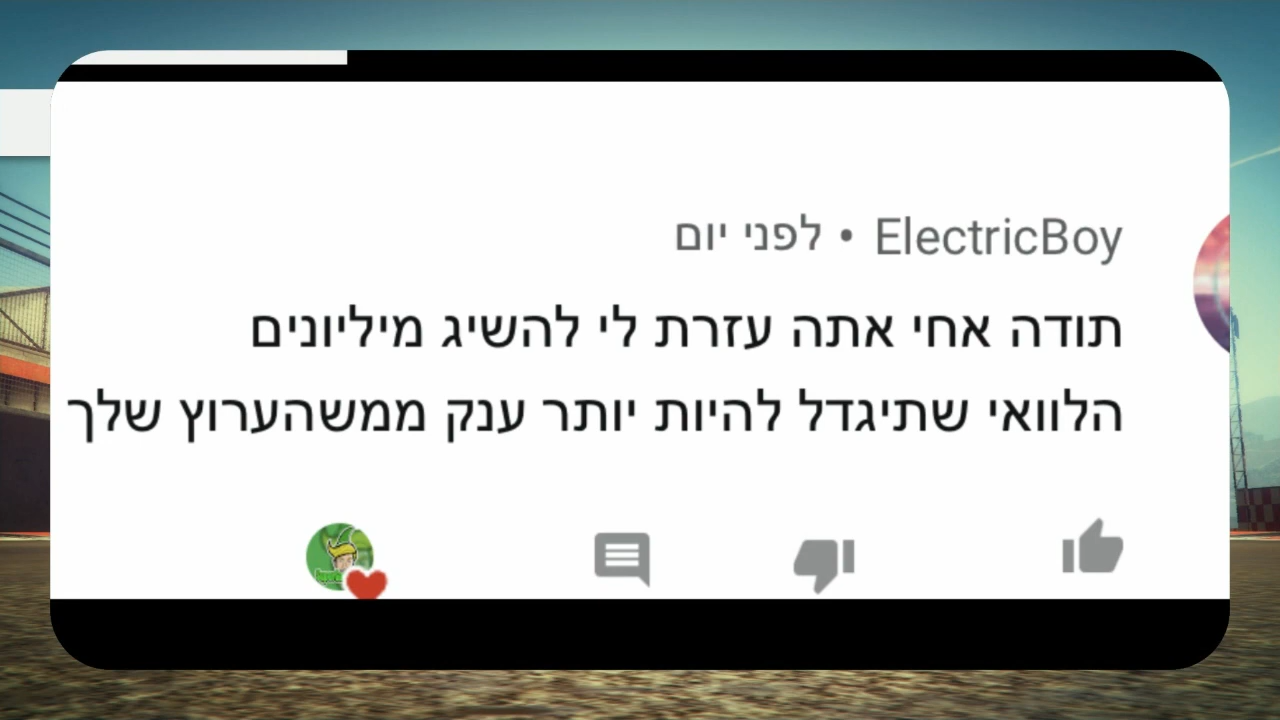 ElectricBoy • לפני יום
תודה אחי אתה עזרת לי להשיג מיליונים
הלוואי שתיגדל להיות יותר ענק ממשהערוץ שלך